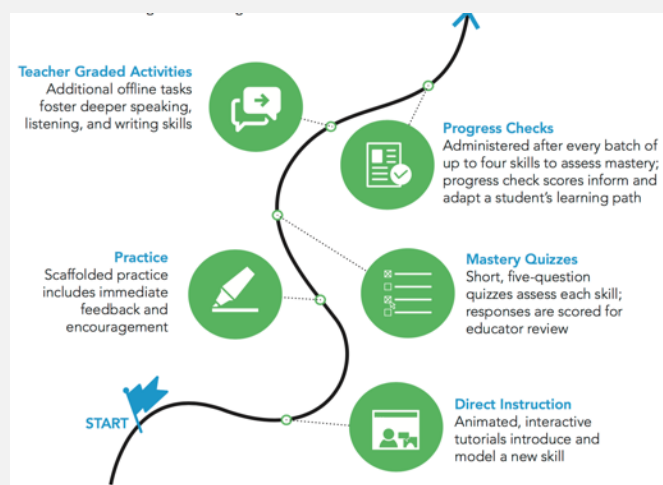 Teacher Graded Activities
Additional offline tasks
foster deeper speaking,
listening, and writing skills
Progress Checks
Administered after every batch of
up to four skills to assess mastery;
progress check scores inform and
adapt a student's learning path
Practice
Scaffolded practice
includes immediate
feedback and
encouragement
Mastery Quizzes
Short, five-question
quizzes assess each skill;
responses are scored for
educator review
START
Direct Instruction
Animated, interactive
tutorials introduce and
model a new skill